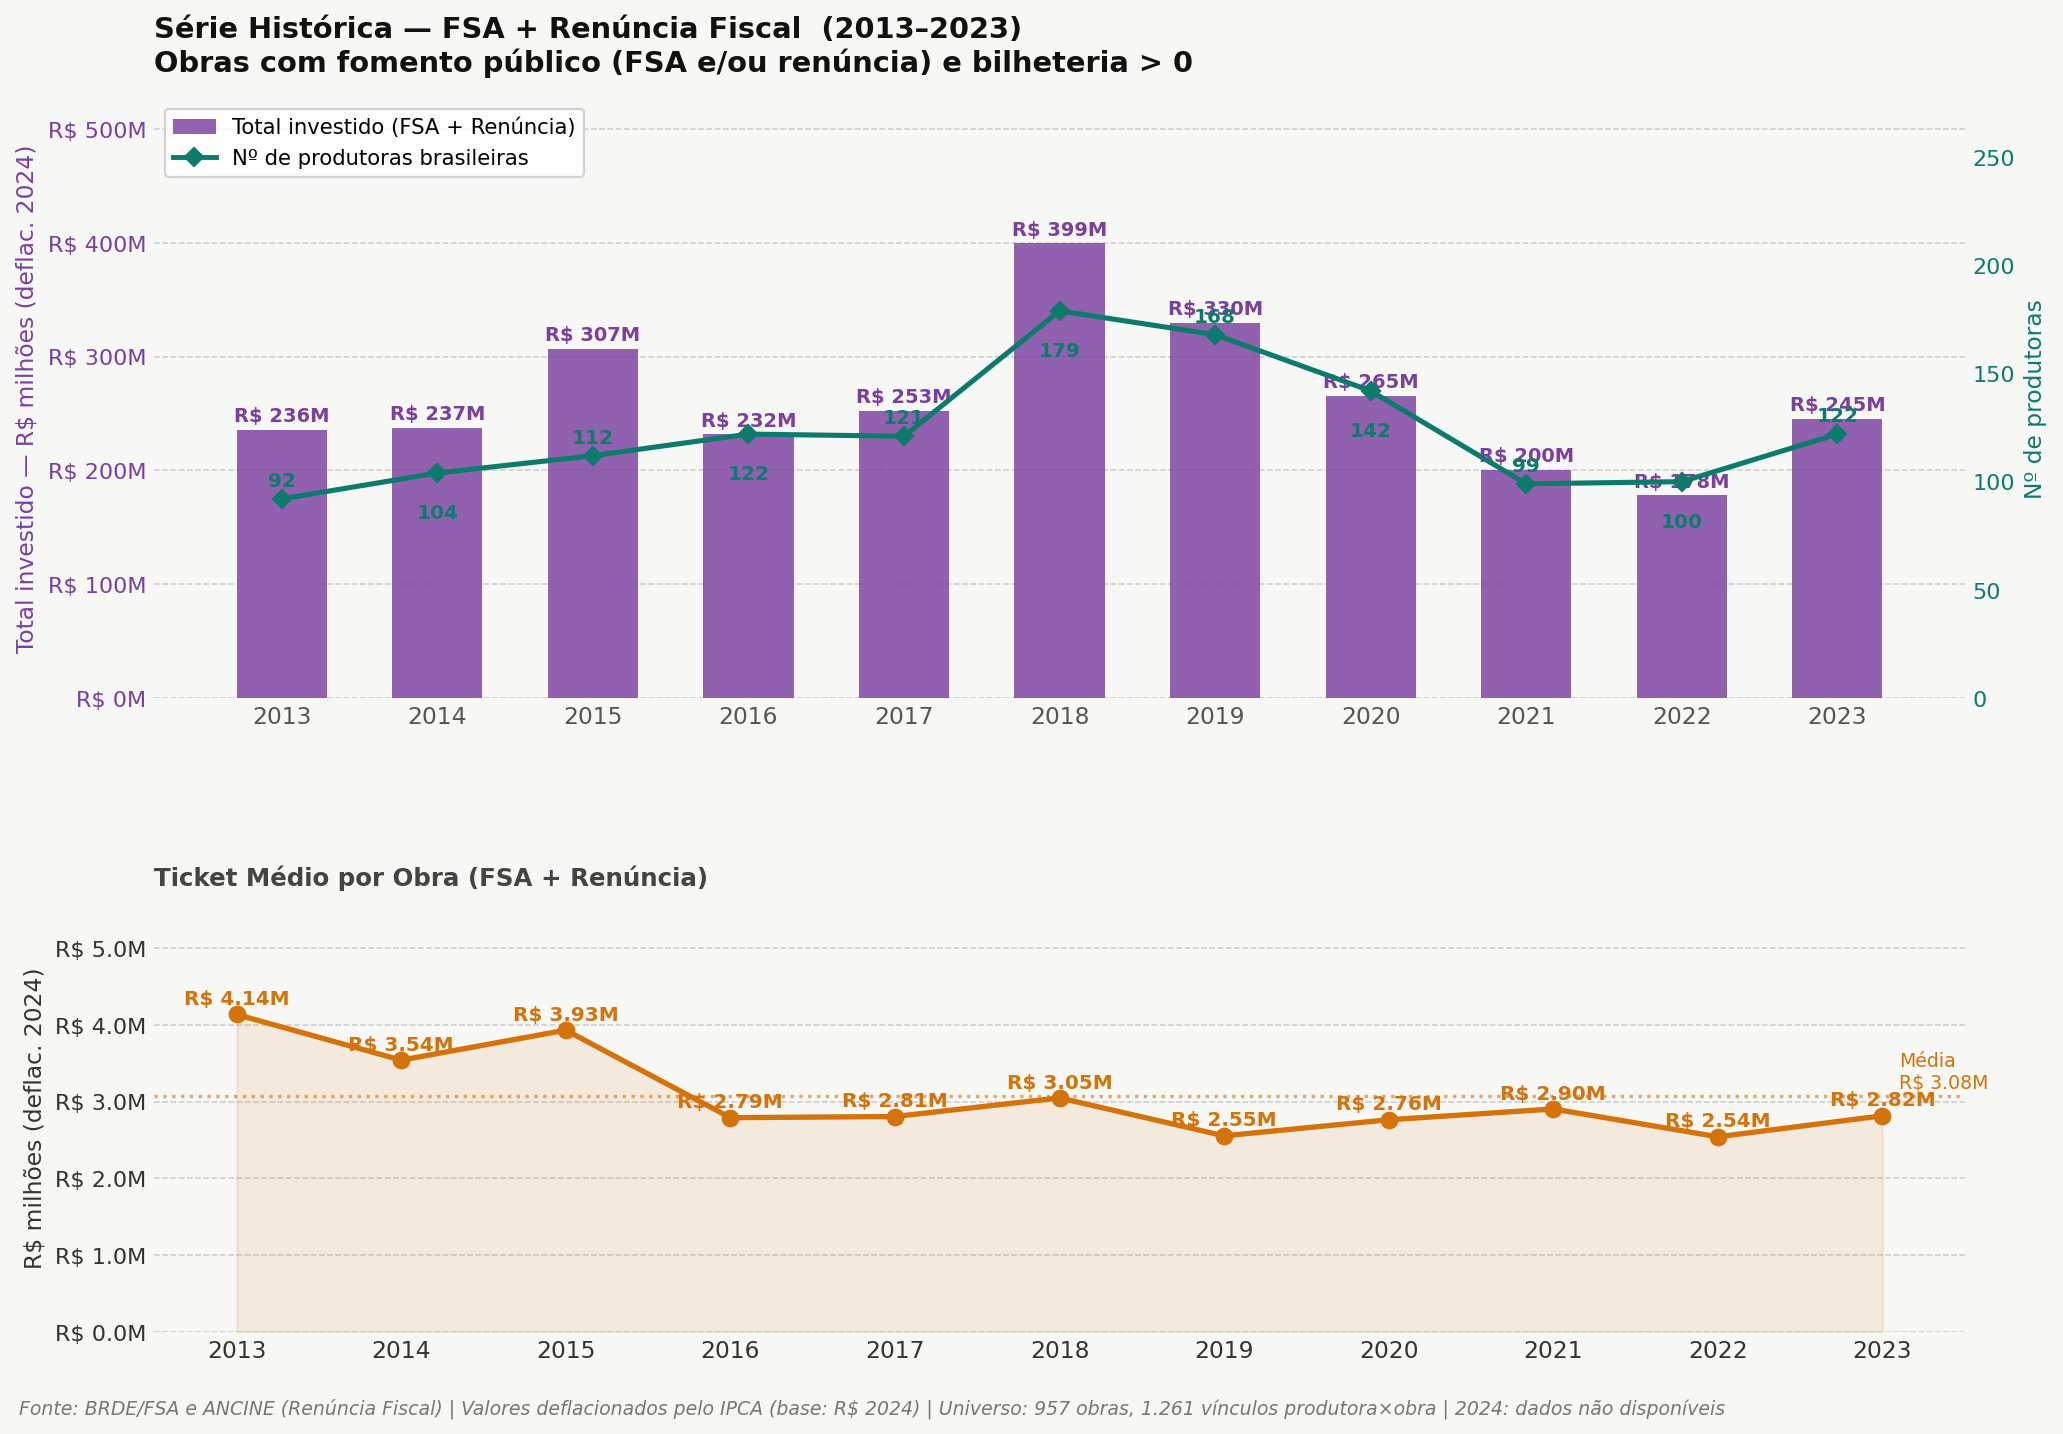 Série Histórica — FSA + Renúncia Fiscal  (2013–2023)
Obras com fomento público (FSA e/ou renúncia) e bilheteria > 0
Total investido (FSA + Renúncia)
Nº de produtoras brasileiras
Total investido — R$ milhões (deflac. 2024)
R$ 500M
R$ 400M
R$ 300M
R$ 200M
R$ 100M
R$ 0M
R$ 236M
R$ 237M
R$ 307M
R$ 232M
R$ 253M
R$ 399M
R$ 330M
R$ 265M
R$ 200M
R$ 178M
R$ 245M
92
104
112
122
121
179
168
142
99
100
122
250
200
150
100
50
0
Nº de produtoras
2013 2014 2015 2016 2017 2018 2019 2020 2021 2022 2023
Ticket Médio por Obra (FSA + Renúncia)
R$ milhões (deflac. 2024)
R$ 5.0M
R$ 4.0M
R$ 3.0M
R$ 2.0M
R$ 1.0M
R$ 0.0M
R$ 4.14M
R$ 3.54M
R$ 3.93M
R$ 2.79M
R$ 2.81M
R$ 3.05M
R$ 2.55M
R$ 2.76M
R$ 2.90M
R$ 2.54M
R$ 2.82M
Média
R$ 3.08M
2013 2014 2015 2016 2017 2018 2019 2020 2021 2022 2023
Fonte: BRDE/FSA e ANCINE (Renúncia Fiscal) | Valores deflacionados pelo IPCA (base: R$ 2024) | Universo: 957 obras, 1.261 vínculos produtora×obra | 2024: dados não disponíveis